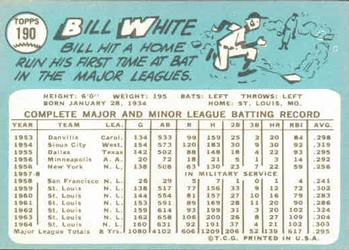 TOPPS
190
BILL WHITE
BILL HIT A HOME
RUN HIS FIRST TIME AT BAT
IN THE MAJOR LEAGUES.
HEIGHT: 6'0" WEIGHT: 195 BATS: LEFT THROWS: LEFT
BORN JANUARY 28, 1934 HOME: ST. LOUIS, MO.
COMPLETE MAJOR AND MINOR LEAGUE BATTING RECORD
YEAR TEAM LEA. G AB R H 2B 3B HR RBI AVG.
1953 Danville Carol. 134 533 99 159 25 20 84 .298
1954 Sioux City West. 154 573 120 183 30 9 30 92 .319
1955 Dallas Texas 142 502 88 148 18 4 22 93 .295
1956 Minneapolis A.A. 20 72 18 21 5 1 3 14 .292
1956 New York N.L. 138 508 63 130 23 7 22 59 .256
1957-8 IN MILITARY SERVICE
1958 San Francisco N.L. 26 29 5 7 1 0 1 4 .241
1959 St. Louis N.L. 138 517 77 156 33 9 12 72 .302
1960 St. Louis N.L. 144 554 81 157 27 10 16 79 .283
1961 St. Louis N.L. 153 591 89 169 28 11 20 90 .286
1962 St. Louis N.L. 159 614 93 199 31 3 20 102 .324
1963 St. Louis N.L. 162 658 106 200 26 8 27 109 .304
1964 St. Louis N.L. 160 631 92 191 37 4 21 102 .303
Major League Totals 8 Yrs. 1080 4102 606 1209 206 52 139 617 .295
© T.C.G. PRINTED IN U.S.A.